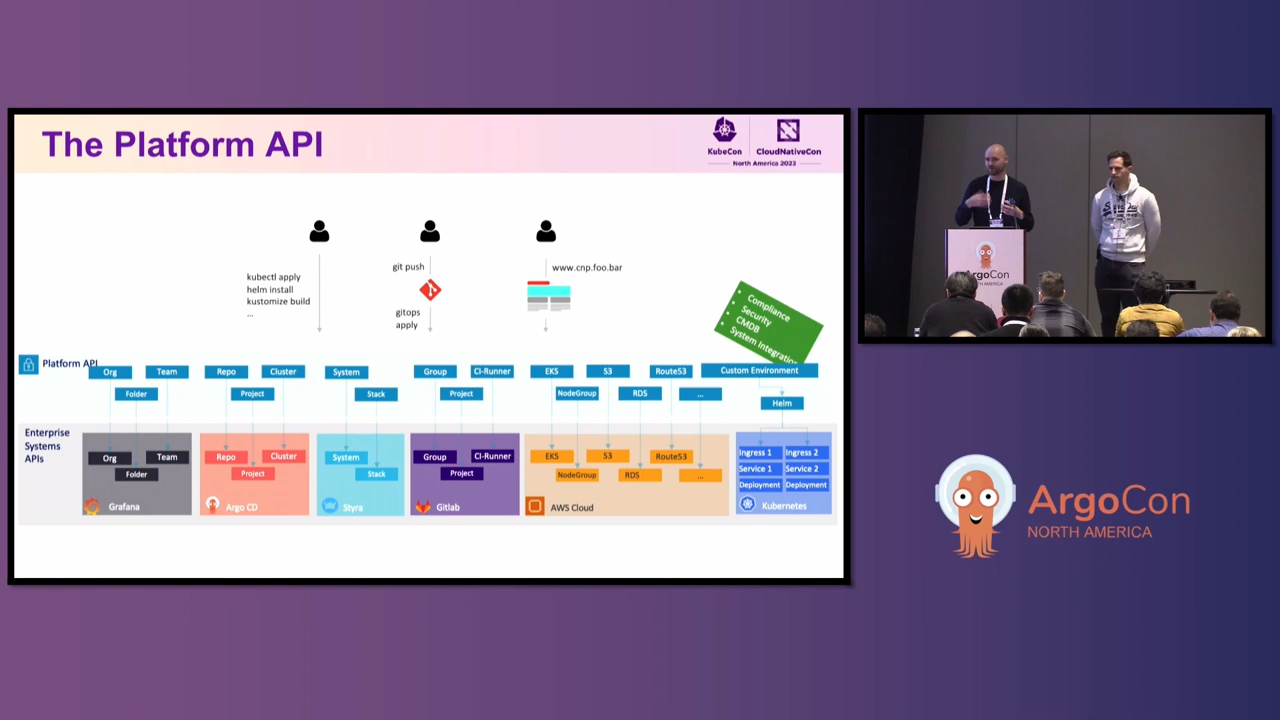 The Platform API
KubeCon
CloudNativeCon
North America 2023
kubectl apply
helm install
kustomize build
...
git push
gitops
apply
www.cnp.foo.bar
Compliance
Security
CMDB
System Integration
Platform API
Org
Team
Folder
Repo
Cluster
Project
System
Stack
Group
CI-Runner
Project
EKS
S3
Route53
NodeGroup
RDS
...
Custom Environment
Helm
Enterprise
Systems
APIs
Org
Team
Folder
Grafana
Repo
Cluster
Project
Argo CD
System
Stack
Styra
Group
CI-Runner
Project
Gitlab
EKS
S3
Route53
NodeGroup
RDS
...
AWS Cloud
Ingress 1
Ingress 2
Service 1
Service 2
Deployment
Deployment
Kubernetes
ArgoCon
NORTH AMERICA